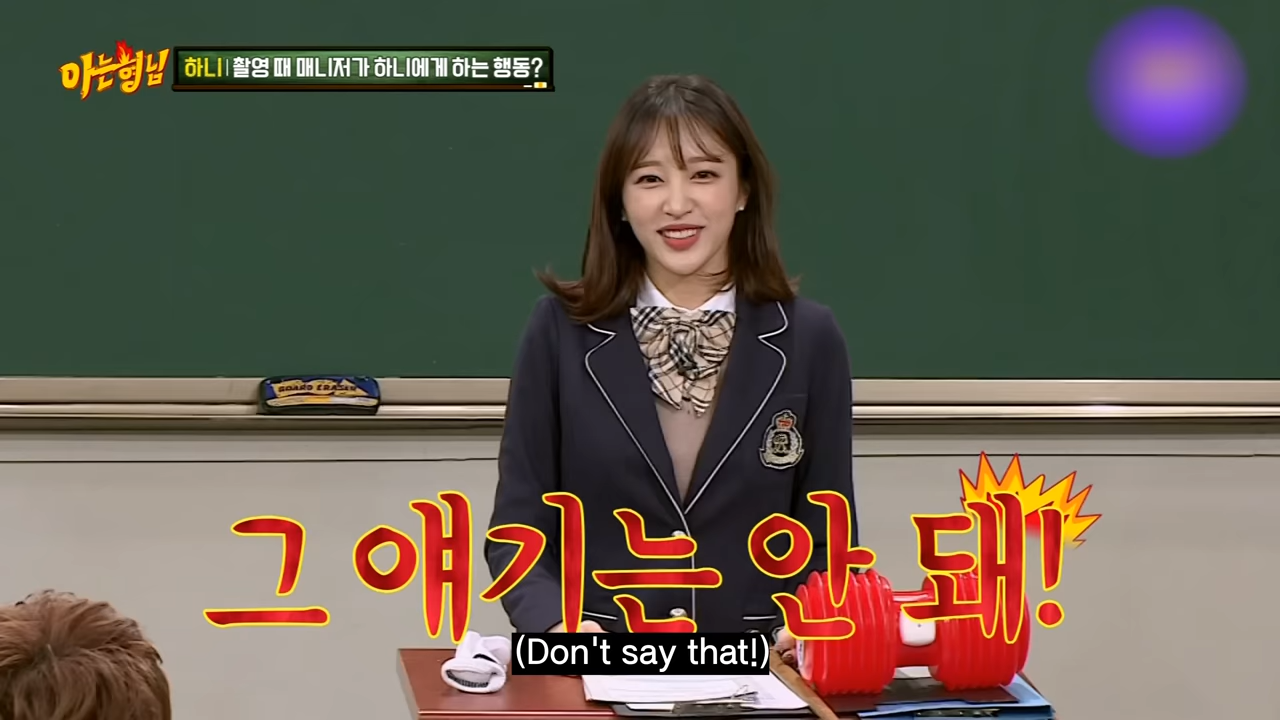 아는형님
하니 | 촬영 때 매니저가 하니에게 하는 행동?
BOARD ERASER
그 얘기는 안 돼!
(Don't say that!)